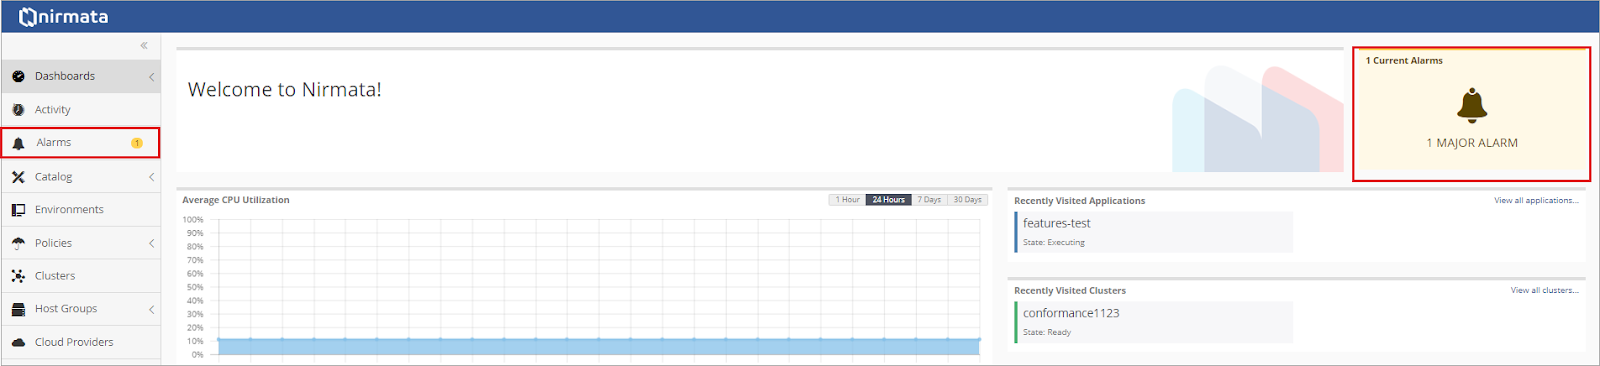 nirmata
«
Dashboards
Activity
Alarms 1
Catalog
Environments
Policies
Clusters
Host Groups
Cloud Providers
Welcome to Nirmata!
1 Current Alarms
1 MAJOR ALARM
Average CPU Utilization
1 Hour 24 Hours 7 Days 30 Days
100%
90%
80%
70%
60%
50%
40%
30%
20%
10%
0%
Recently Visited Applications View all applications...
features-test
State: Executing
Recently Visited Clusters View all clusters...
conformance1123
State: Ready